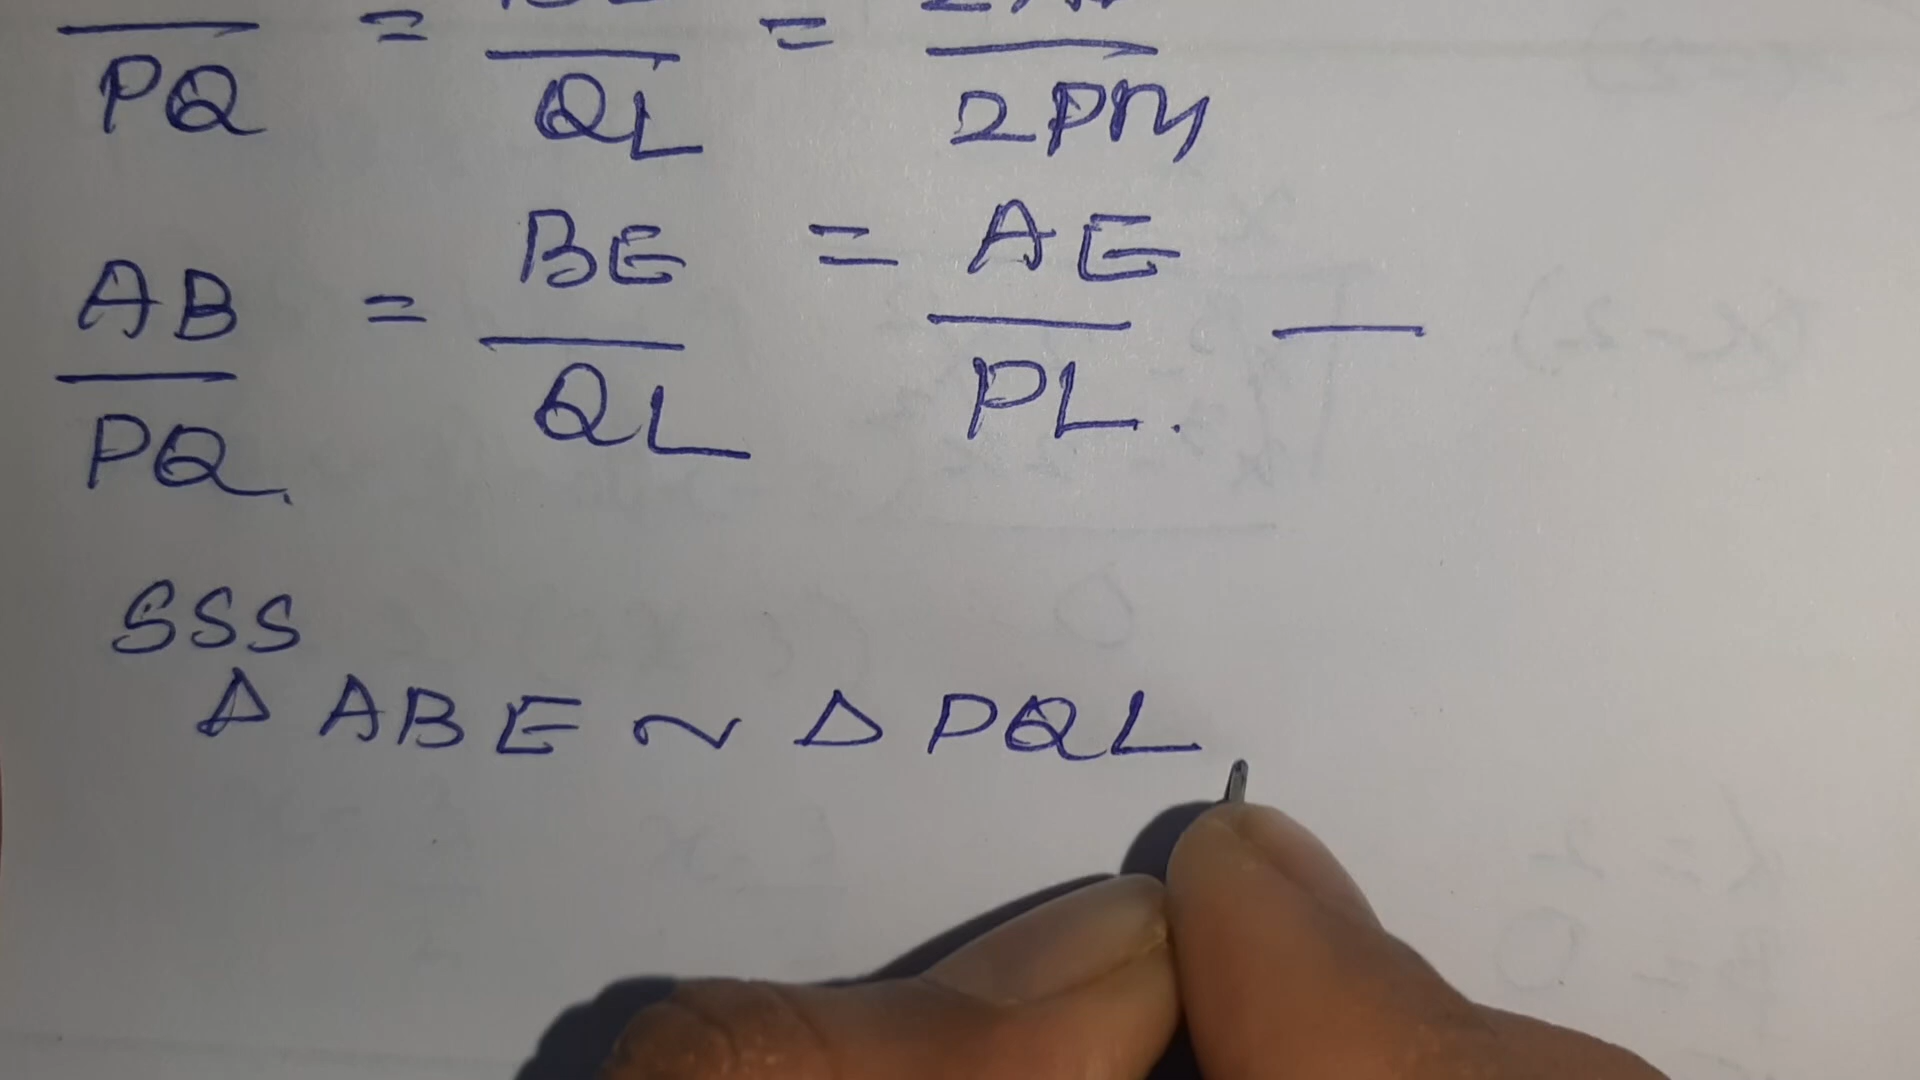 PQ = QL = 2PM
AB/PQ = BE/QL = AE/PL. —
SSS
Δ ABE ~ Δ PQL